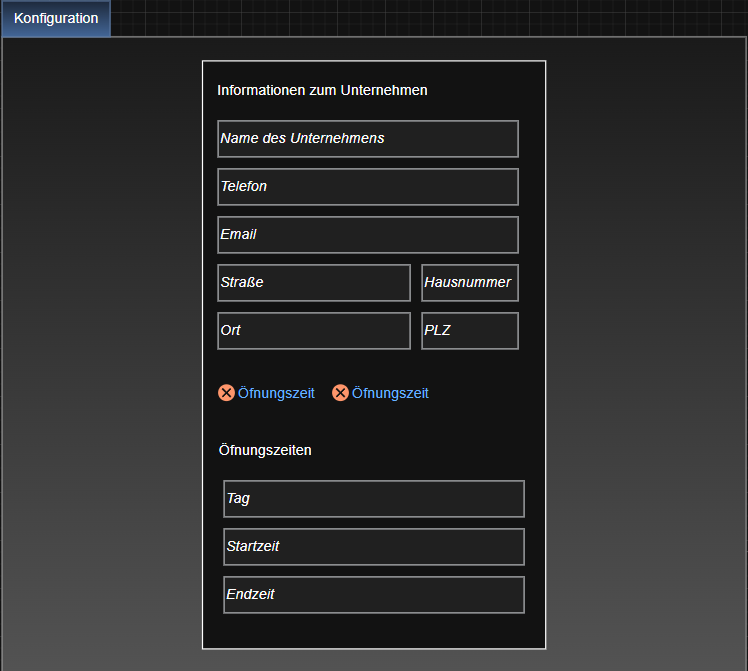 Konfiguration
Informationen zum Unternehmen
Name des Unternehmens
Telefon
Email
Straße Hausnummer
Ort PLZ
Öfnungszeit Öfnungszeit
Öfnungszeiten
Tag
Startzeit
Endzeit